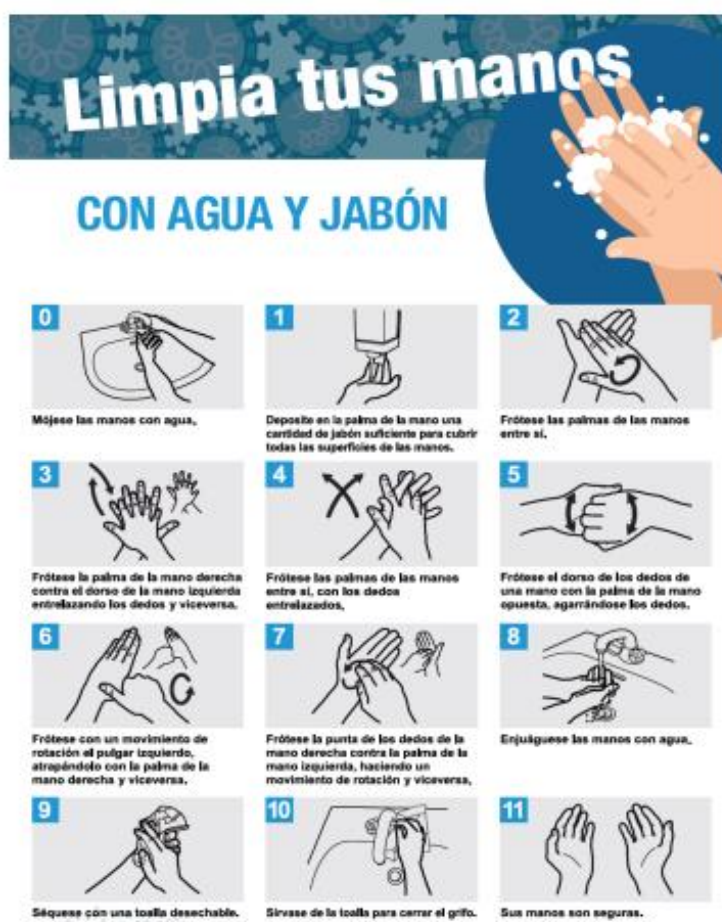 Limpia tus manos
CON AGUA Y JABÓN
0
Mójese las manos con agua.
1
Deposite en la palma de la mano una
cantidad de jabón suficiente para cubrir
todas las superficies de las manos.
2
Frótese las palmas de las manos
entre sí.
3
Frótese la palma de la mano derecha
contra el dorso de la mano izquierda
entrelazando los dedos y viceversa.
4
Frótese las palmas de las manos
entre sí, con los dedos
entrelazados.
5
Frótese el dorso de los dedos de
una mano con la palma de la mano
opuesta, agarrándose los dedos.
6
Frótese con un movimiento de
rotación el pulgar izquierdo,
atrapándolo con la palma de la
mano derecha y viceversa.
7
Frótese la punta de los dedos de la
mano derecha contra la palma de la
mano izquierda, haciendo un
movimiento de rotación y viceversa.
8
Enjuáguese las manos con agua.
9
Séquese con una toalla desechable.
10
Sírvase de la toalla para cerrar el grifo.
11
Sus manos son seguras.